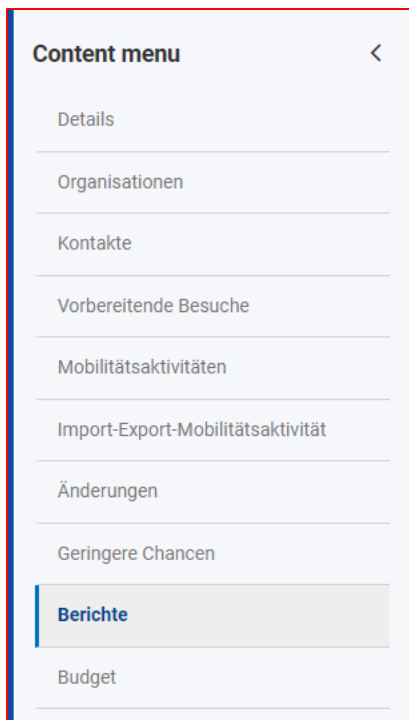 Content menu
Details
Organisationen
Kontakte
Vorbereitende Besuche
Mobilitätsaktivitäten
Import-Export-Mobilitätsaktivität
Änderungen
Geringere Chancen
Berichte
Budget